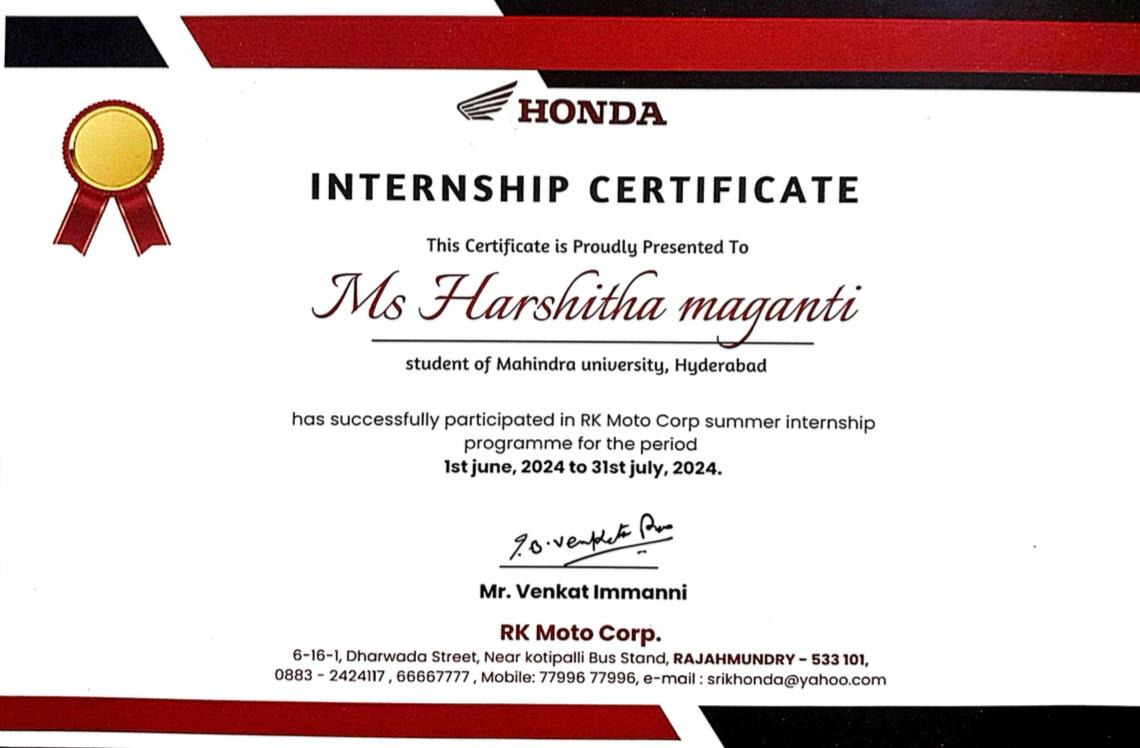 HONDA
INTERNSHIP CERTIFICATE
This Certificate is Proudly Presented To
Ms Harshitha maganti
student of Mahindra university, Hyderabad
has successfully participated in RK Moto Corp summer internship
programme for the period
1st june, 2024 to 31st july, 2024.
Mr. Venkat Immanni
RK Moto Corp.
6-16-1, Dharwada Street, Near kotipalli Bus Stand, RAJAHMUNDRY - 533 101,
0883 - 2424117 , 66667777 , Mobile: 77996 77996, e-mail : srikhonda@yahoo.com